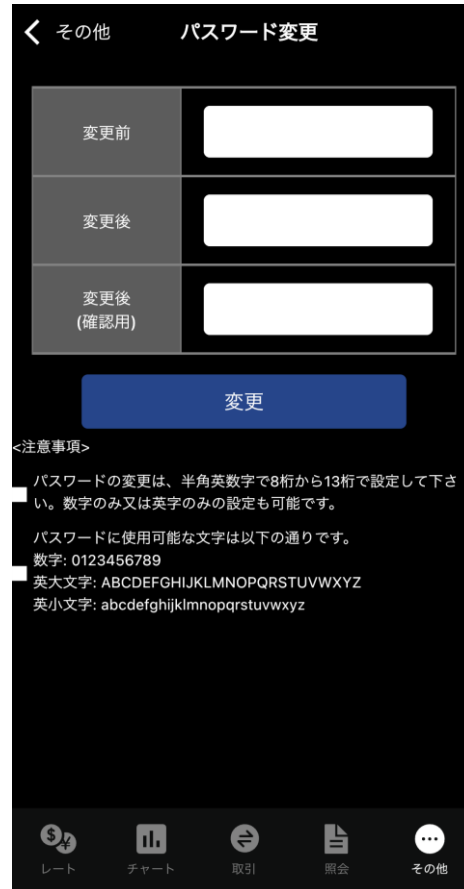 その他 パスワード変更
変更前
変更後
変更後
(確認用)
変更
<注意事項>
パスワードの変更は、半角英数字で8桁から13桁で設定して下さ
い。数字のみ又は英字のみの設定も可能です。
パスワードに使用可能な文字は以下の通りです。
数字: 0123456789
英大文字: ABCDEFGHIJKLMNOPQRSTUVWXYZ
英小文字: abcdefghijklmnopqrstuvwxyz
レート チャート 取引 照会 その他